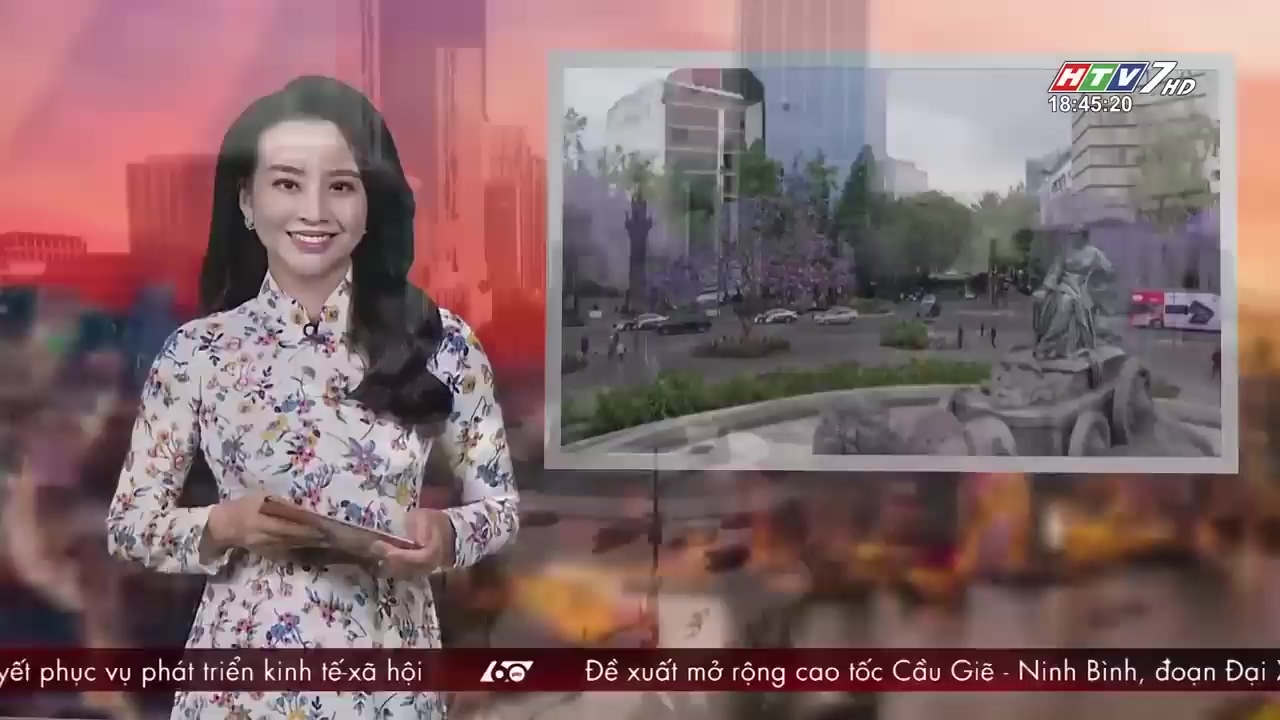 HTV7 HD
18:45:20
yết phục vụ phát triển kinh tế-xã hội 60 Đề xuất mở rộng cao tốc Cầu Giẽ - Ninh Bình, đoạn Đại